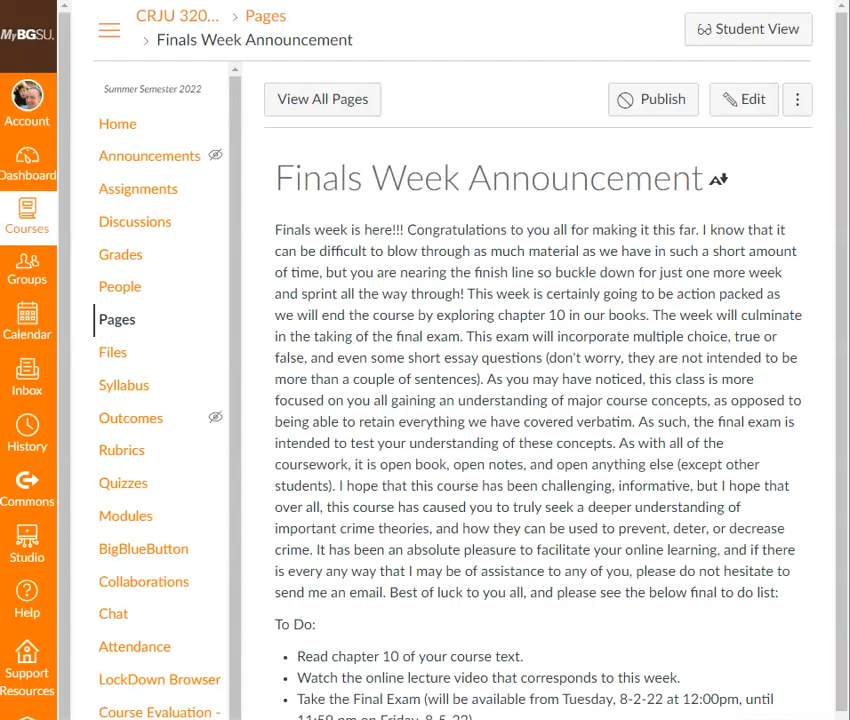 MyBGSU.
CRJU 320... > Pages
> Finals Week Announcement
Student View
Account
Dashboard
Courses
Groups
Calendar
Inbox
History
Commons
Studio
Help
Support
Resources
Summer Semester 2022
Home
Announcements
Assignments
Discussions
Grades
People
Pages
Files
Syllabus
Outcomes
Rubrics
Quizzes
Modules
BigBlueButton
Collaborations
Chat
Attendance
LockDown Browser
Course Evaluation -
View All Pages
Publish
Edit
Finals Week Announcement
Finals week is here!!! Congratulations to you all for making it this far. I know that it
can be difficult to blow through as much material as we have in such a short amount
of time, but you are nearing the finish line so buckle down for just one more week
and sprint all the way through! This week is certainly going to be action packed as
we will end the course by exploring chapter 10 in our books. The week will culminate
in the taking of the final exam. This exam will incorporate multiple choice, true or
false, and even some short essay questions (don't worry, they are not intended to be
more than a couple of sentences). As you may have noticed, this class is more
focused on you all gaining an understanding of major course concepts, as opposed to
being able to retain everything we have covered verbatim. As such, the final exam is
intended to test your understanding of these concepts. As with all of the
coursework, it is open book, open notes, and open anything else (except other
students). I hope that this course has been challenging, informative, but I hope that
over all, this course has caused you to truly seek a deeper understanding of
important crime theories, and how they can be used to prevent, deter, or decrease
crime. It has been an absolute pleasure to facilitate your online learning, and if there
is every any way that I may be of assistance to any of you, please do not hesitate to
send me an email. Best of luck to you all, and please see the below final to do list:
To Do:
• Read chapter 10 of your course text.
• Watch the online lecture video that corresponds to this week.
• Take the Final Exam (will be available from Tuesday, 8-2-22 at 12:00pm, until
11:59 pm on Friday, 8-5-22)